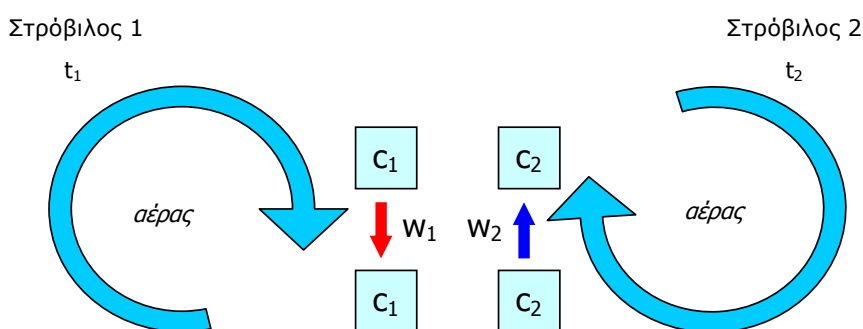 Στρόβιλος 1
Στρόβιλος 2
t₁
t₂
c₁
c₂
αέρας
w₁
w₂
αέρας
c₁
c₂